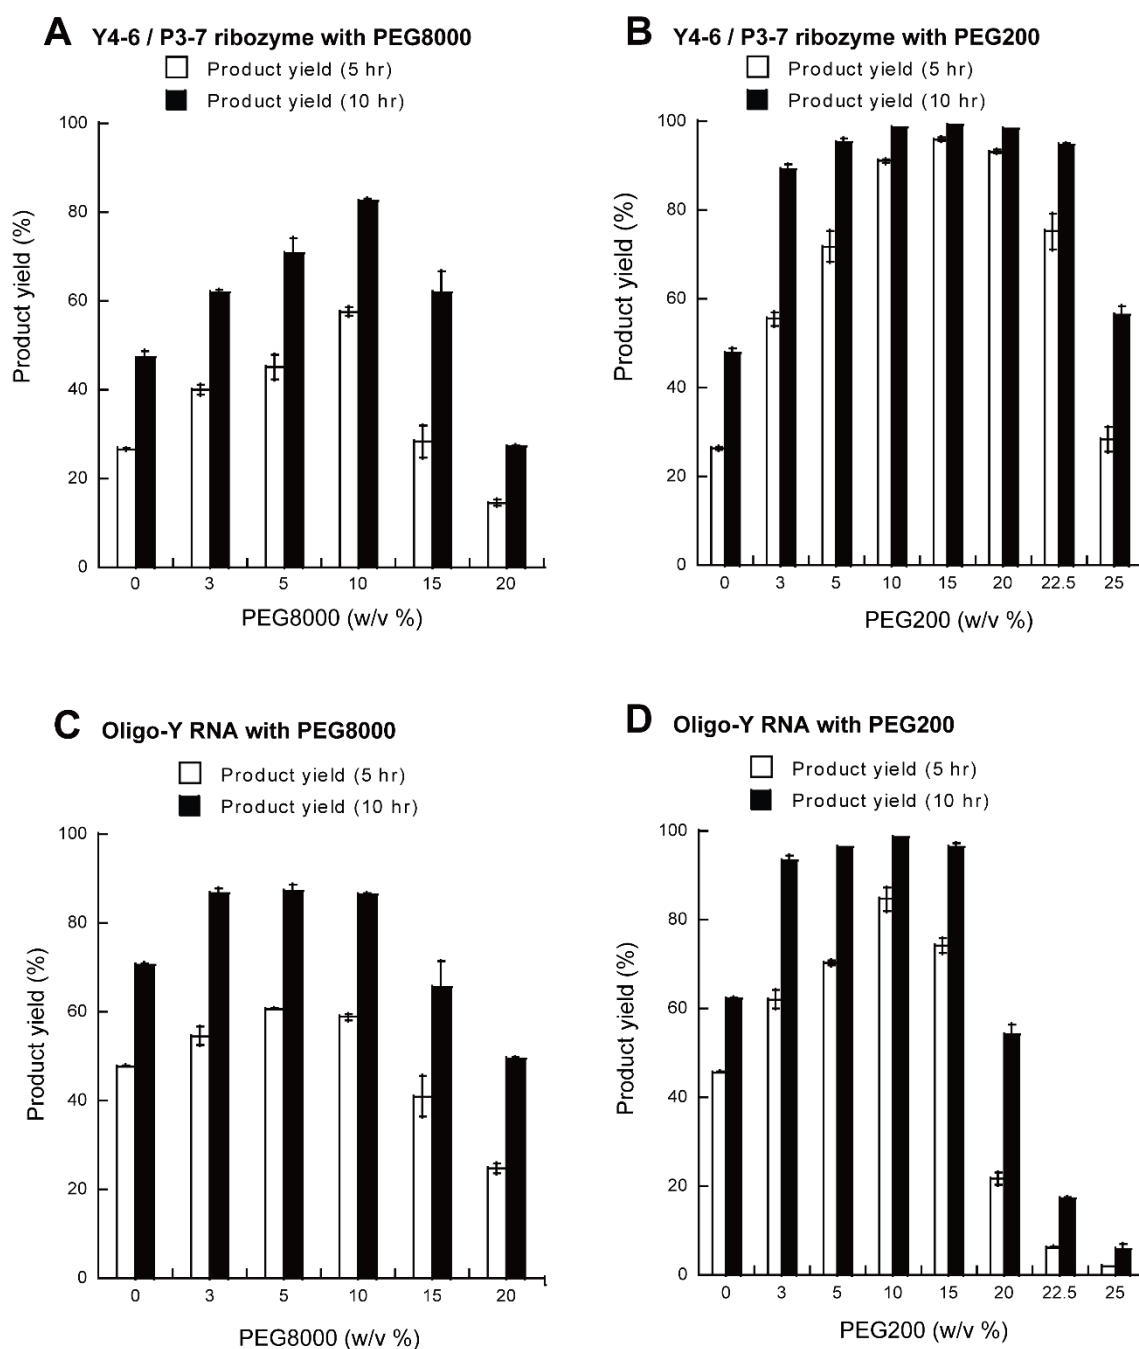 A Y4-6 / P3-7 ribozyme with PEG8000
Product yield (5 hr)
Product yield (10 hr)
Product yield (%)
100
80
60
40
20
0
0 3 5 10 15 20
PEG8000 (w/v %)
B Y4-6 / P3-7 ribozyme with PEG200
Product yield (5 hr)
Product yield (10 hr)
Product yield (%)
100
80
60
40
20
0
0 3 5 10 15 20 22.5 25
PEG200 (w/v %)
C Oligo-Y RNA with PEG8000
Product yield (5 hr)
Product yield (10 hr)
Product yield (%)
100
80
60
40
20
0
0 3 5 10 15 20
PEG8000 (w/v %)
D Oligo-Y RNA with PEG200
Product yield (5 hr)
Product yield (10 hr)
Product yield (%)
100
80
60
40
20
0
0 3 5 10 15 20 22.5 25
PEG200 (w/v %)